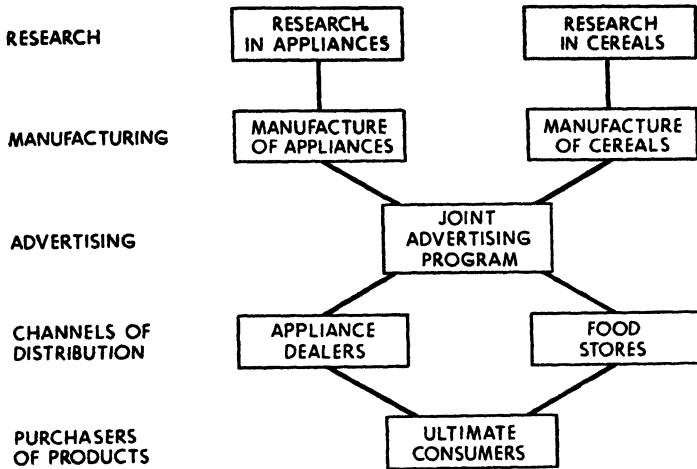 RESEARCH
RESEARCH
IN APPLIANCES
RESEARCH
IN CEREALS
MANUFACTURING
MANUFACTURE
OF APPLIANCES
MANUFACTURE
OF CEREALS
ADVERTISING
JOINT
ADVERTISING
PROGRAM
CHANNELS OF
DISTRIBUTION
APPLIANCE
DEALERS
FOOD
STORES
PURCHASERS
OF PRODUCTS
ULTIMATE
CONSUMERS